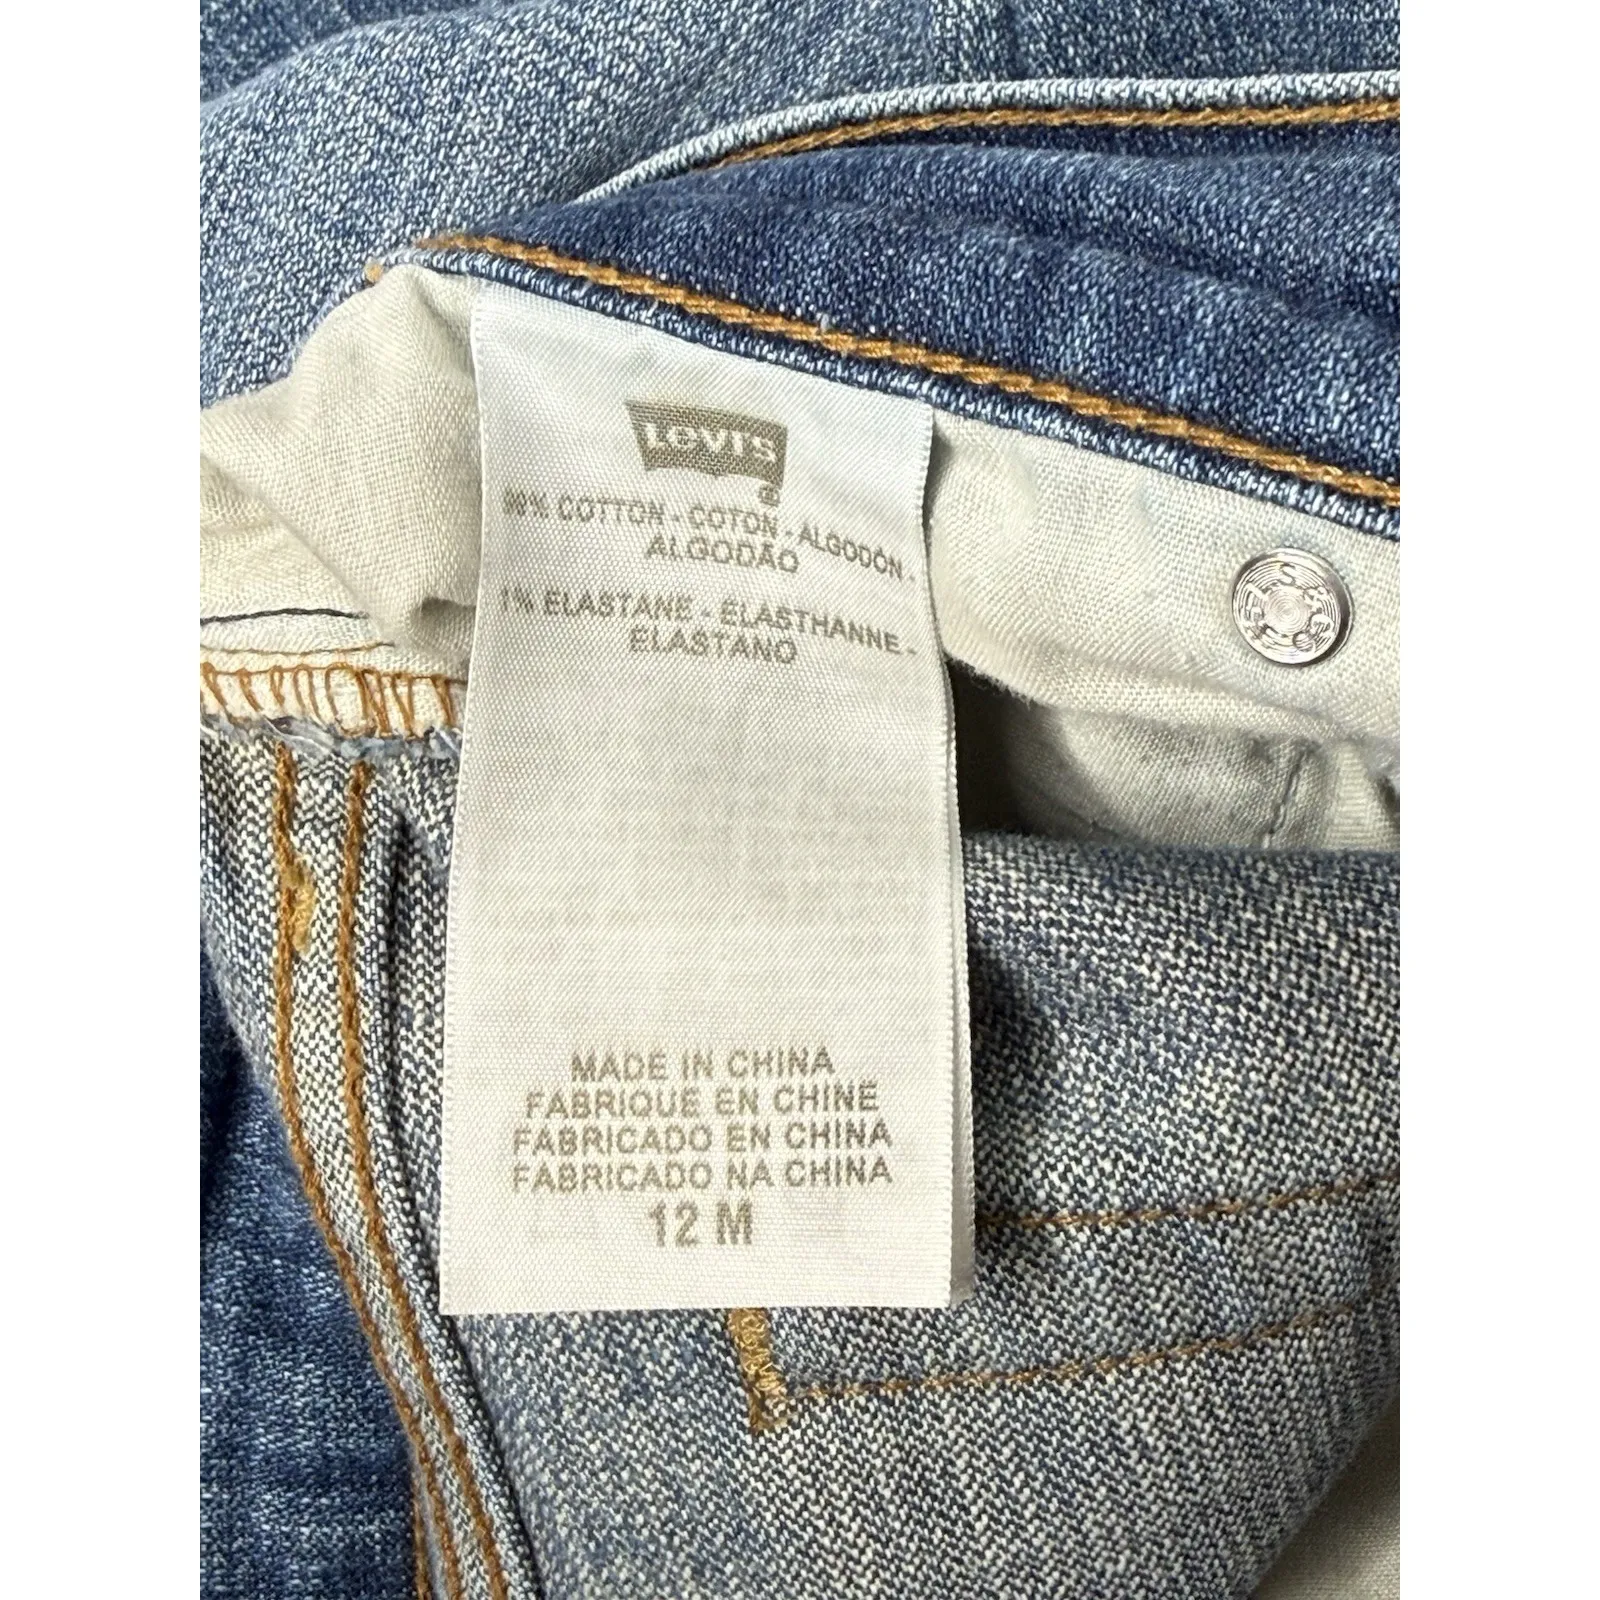 LEVI'S
®
99% COTTON - COTON - ALGODÓN -
ALGODÃO
1% ELASTANE - ELASTHANNE -
ELASTANO
MADE IN CHINA
FABRIQUE EN CHINE
FABRICADO EN CHINA
FABRICADO NA CHINA
12 M